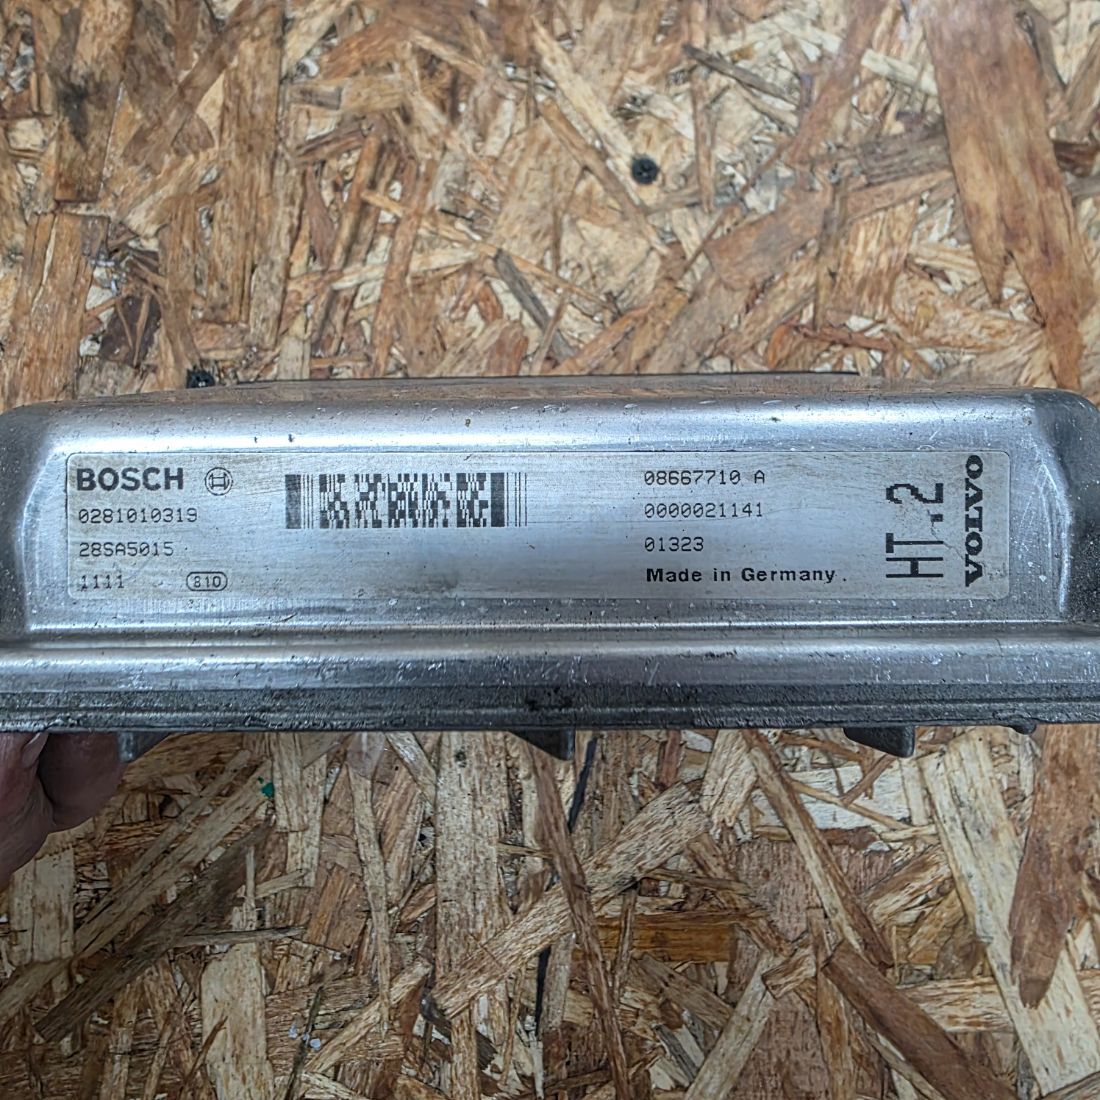 BOSCH
0281010319
28SA5015
1111 810
08667710 A
0000021141
01323
Made in Germany.
HT.2
VOLVO